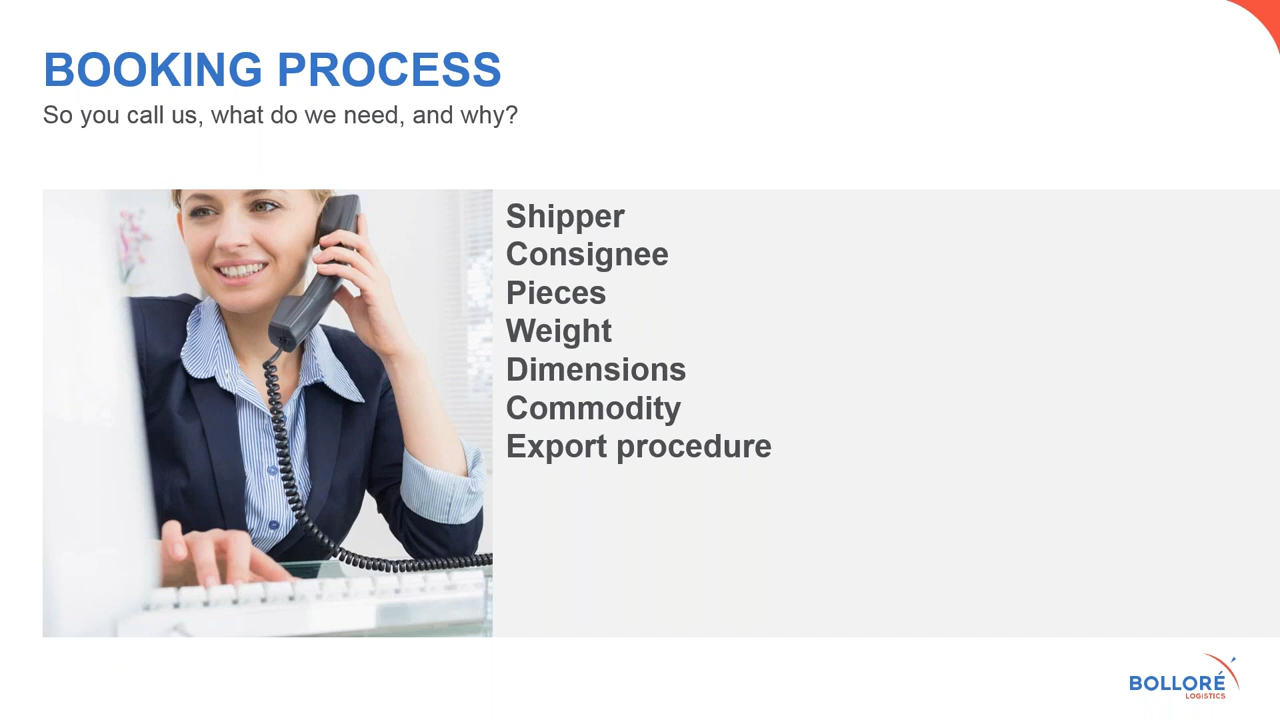 BOOKING PROCESS
So you call us, what do we need, and why?
Shipper
Consignee
Pieces
Weight
Dimensions
Commodity
Export procedure
BOLLORÉ
LOGISTICS